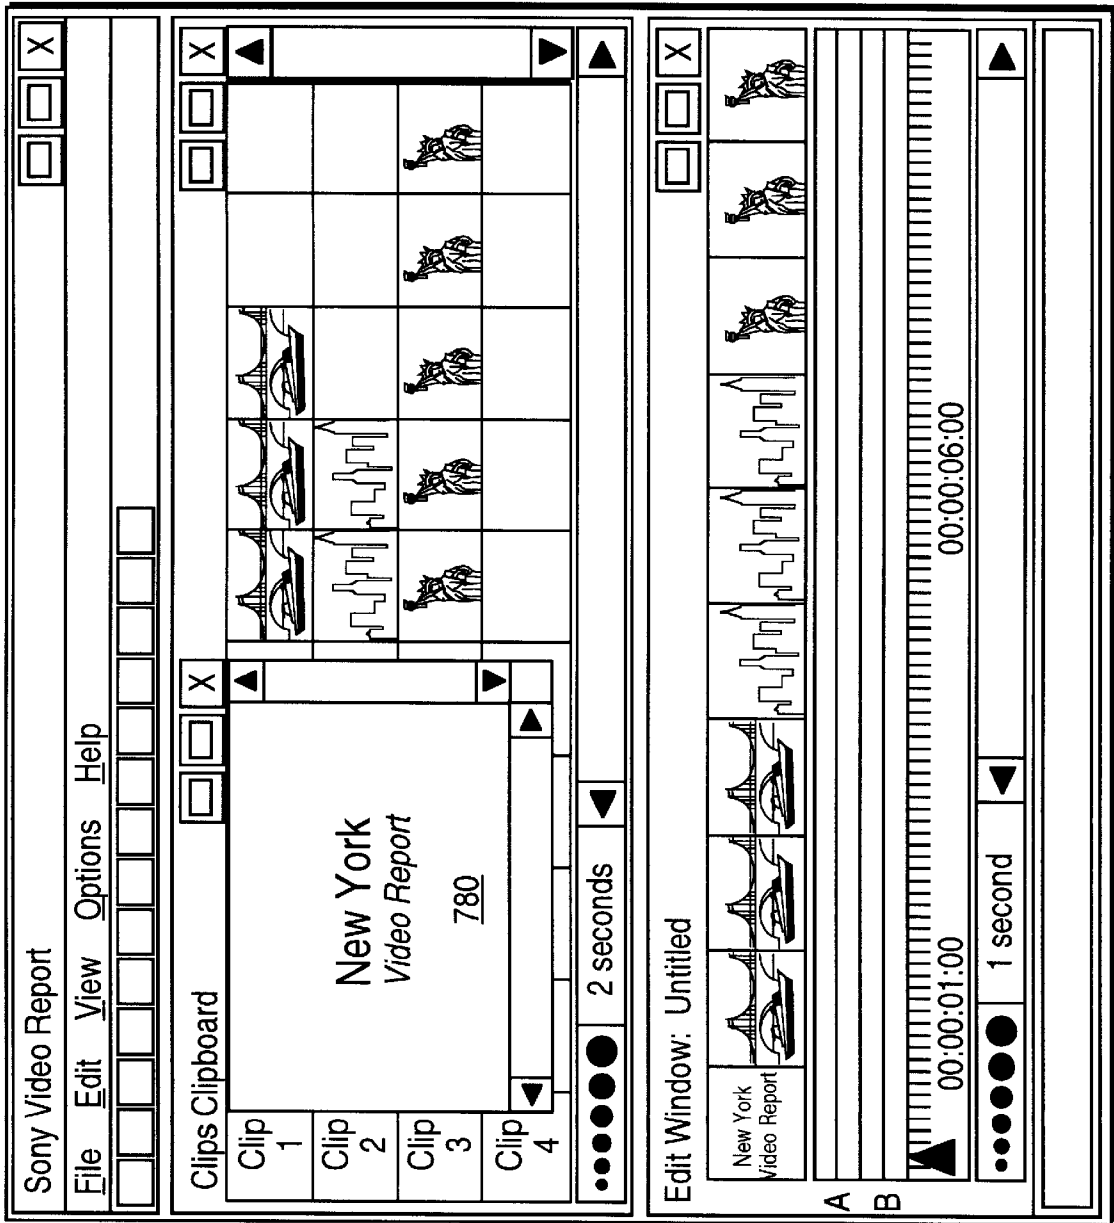 Sony Video Report
X
File Edit View Options Help
Clips Clipboard
X
X
Clip 1
Clip 2
Clip 3
Clip 4
New York
Video Report
780
2 seconds
Edit Window: Untitled
X
New York
Video Report
A
B
00:00:01:00
00:00:06:00
1 second